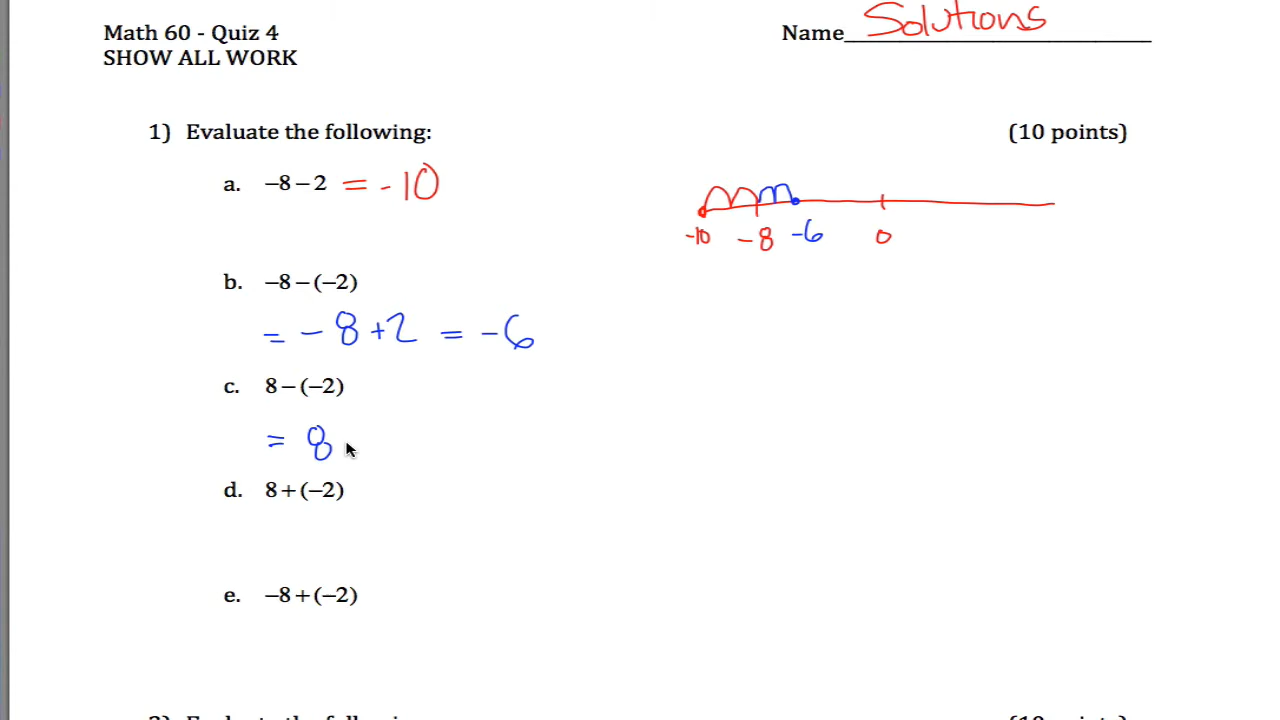 Math 60 - Quiz 4
SHOW ALL WORK
Name Solutions
1) Evaluate the following: (10 points)
a. −8−2 = -10
-10 -8 -6 0
b. −8−(−2)
= -8+2 = -6
c. 8−(−2)
= 8
d. 8+(−2)
e. −8+(−2)